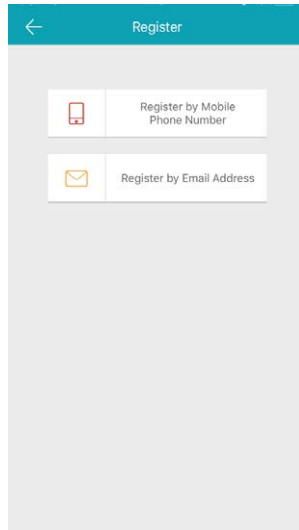 Register
Register by Mobile
Phone Number
Register by Email Address